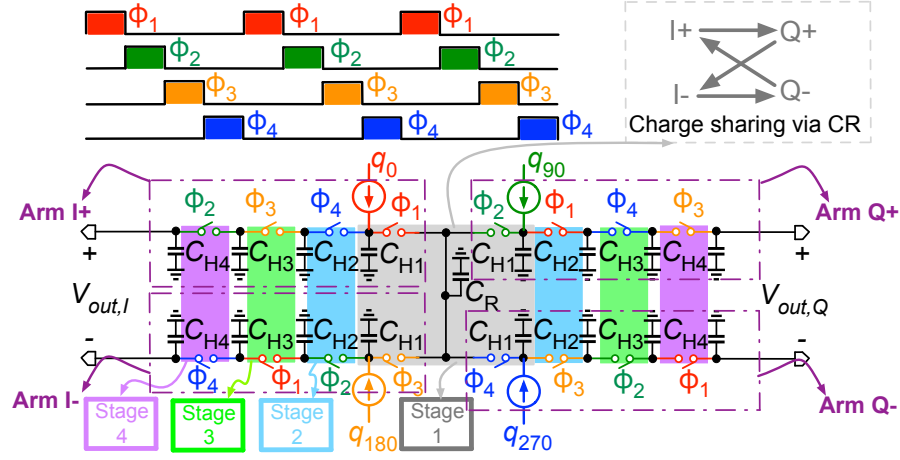 Φ1 Φ1 Φ1
Φ2 Φ2 Φ2
Φ3 Φ3 Φ3
Φ4 Φ4 Φ4
I+ Q+
I- Q-
Charge sharing via CR
q0 q90
Arm I+ Φ2 Φ3 Φ4 Φ1 Φ2 Φ1 Φ4 Φ3 Arm Q+
+ CH4 CH3 CH2 CH1 CH1 CH2 CH3 CH4 +
Vout,I CR Vout,Q
- CH4 CH3 CH2 CH1 CH1 CH2 CH3 CH4 -
Arm I- Φ4 Φ1 Φ2 Φ3 Φ4 Φ3 Φ2 Φ1 Arm Q-
Stage 4
Stage 3
Stage 2
Stage 1
q180 q270